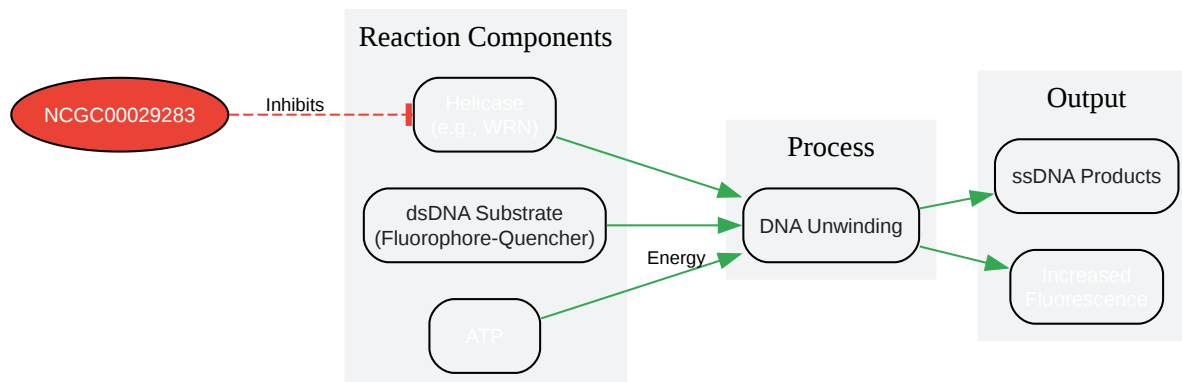 Reaction Components
NCGC00029283
Inhibits
Helicase
(e.g., WRN)
dsDNA Substrate
(Fluorophore-Quencher)
ATP
Energy
Process
DNA Unwinding
Output
ssDNA Products
Increased
Fluorescence